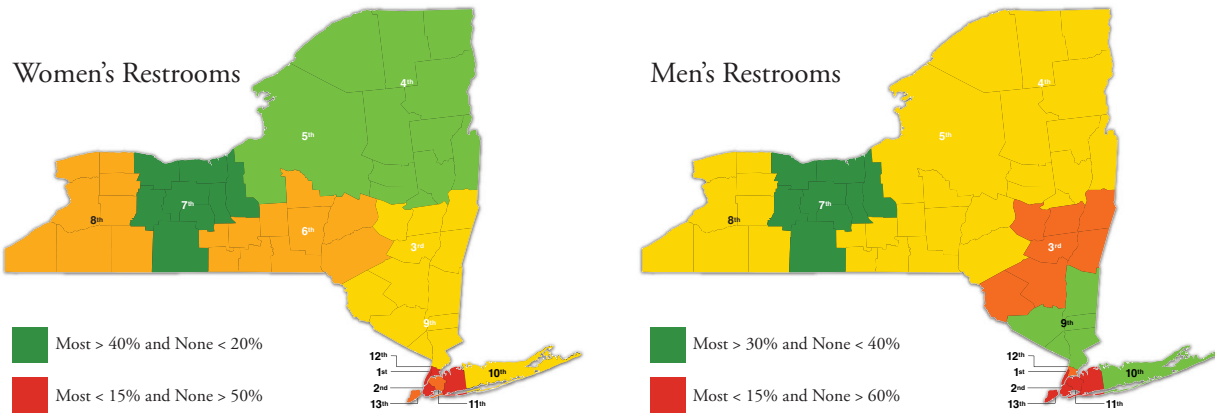 Women's Restrooms
4th
5th
7th
8th
6th
3rd
9th
Most > 40% and None < 20%
12th
1st
10th
2nd
Most < 15% and None > 50%
13th
11th
Men's Restrooms
4th
5th
7th
8th
3rd
9th
Most > 30% and None < 40%
12th
1st
10th
2nd
Most < 15% and None > 60%
13th
11th